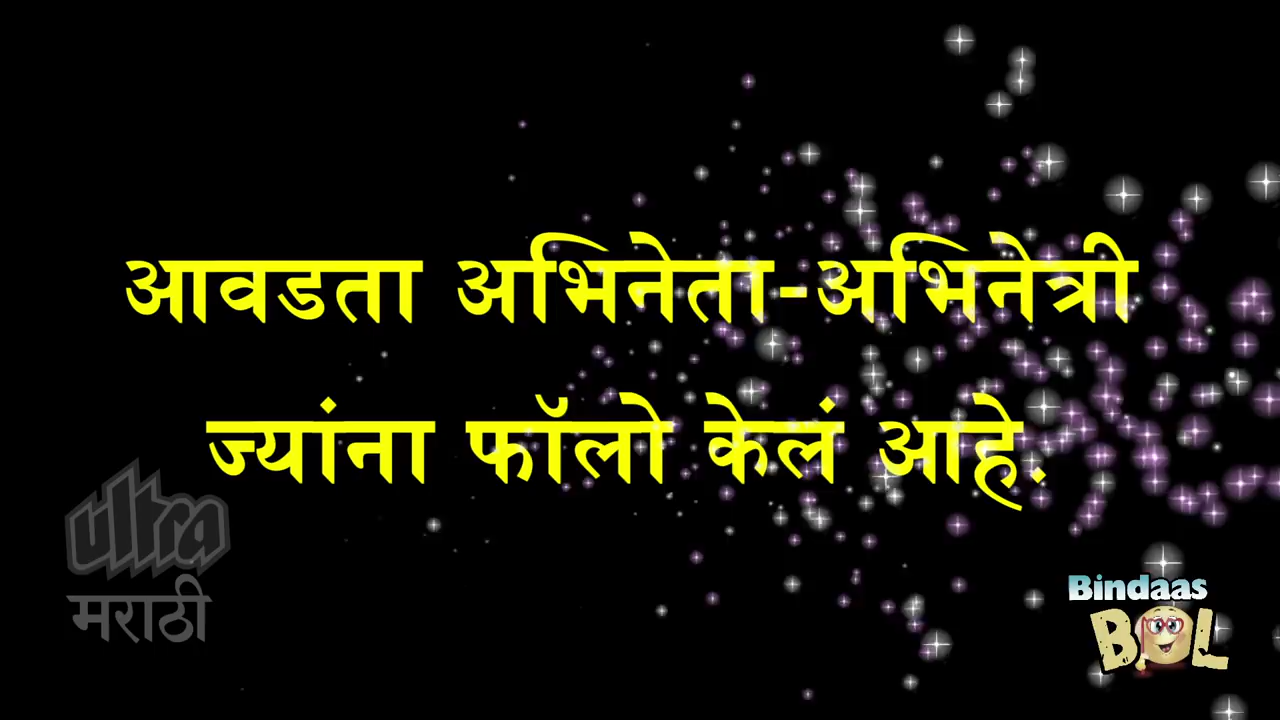 आवडता अभिनेता-अभिनेत्री
ज्यांना फॉलो केलं आहे.
ultra
मराठी
Bindaas
BOL